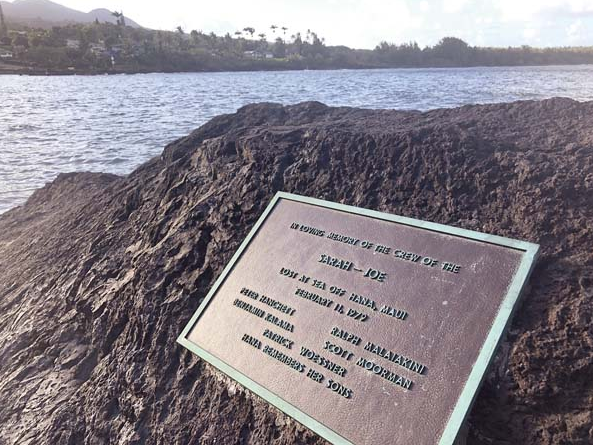 IN LOVING MEMORY OF THE CREW OF THE
SARAH - JOE
LOST AT SEA OFF HANA, MAUI
FEBRUARY 11, 1979
PETER HANCHETT RALPH MALAIAKINI
BENJAMIN KALAMA SCOTT MOORMAN
PATRICK WOESSNER
HANA REMEMBERS HER SONS